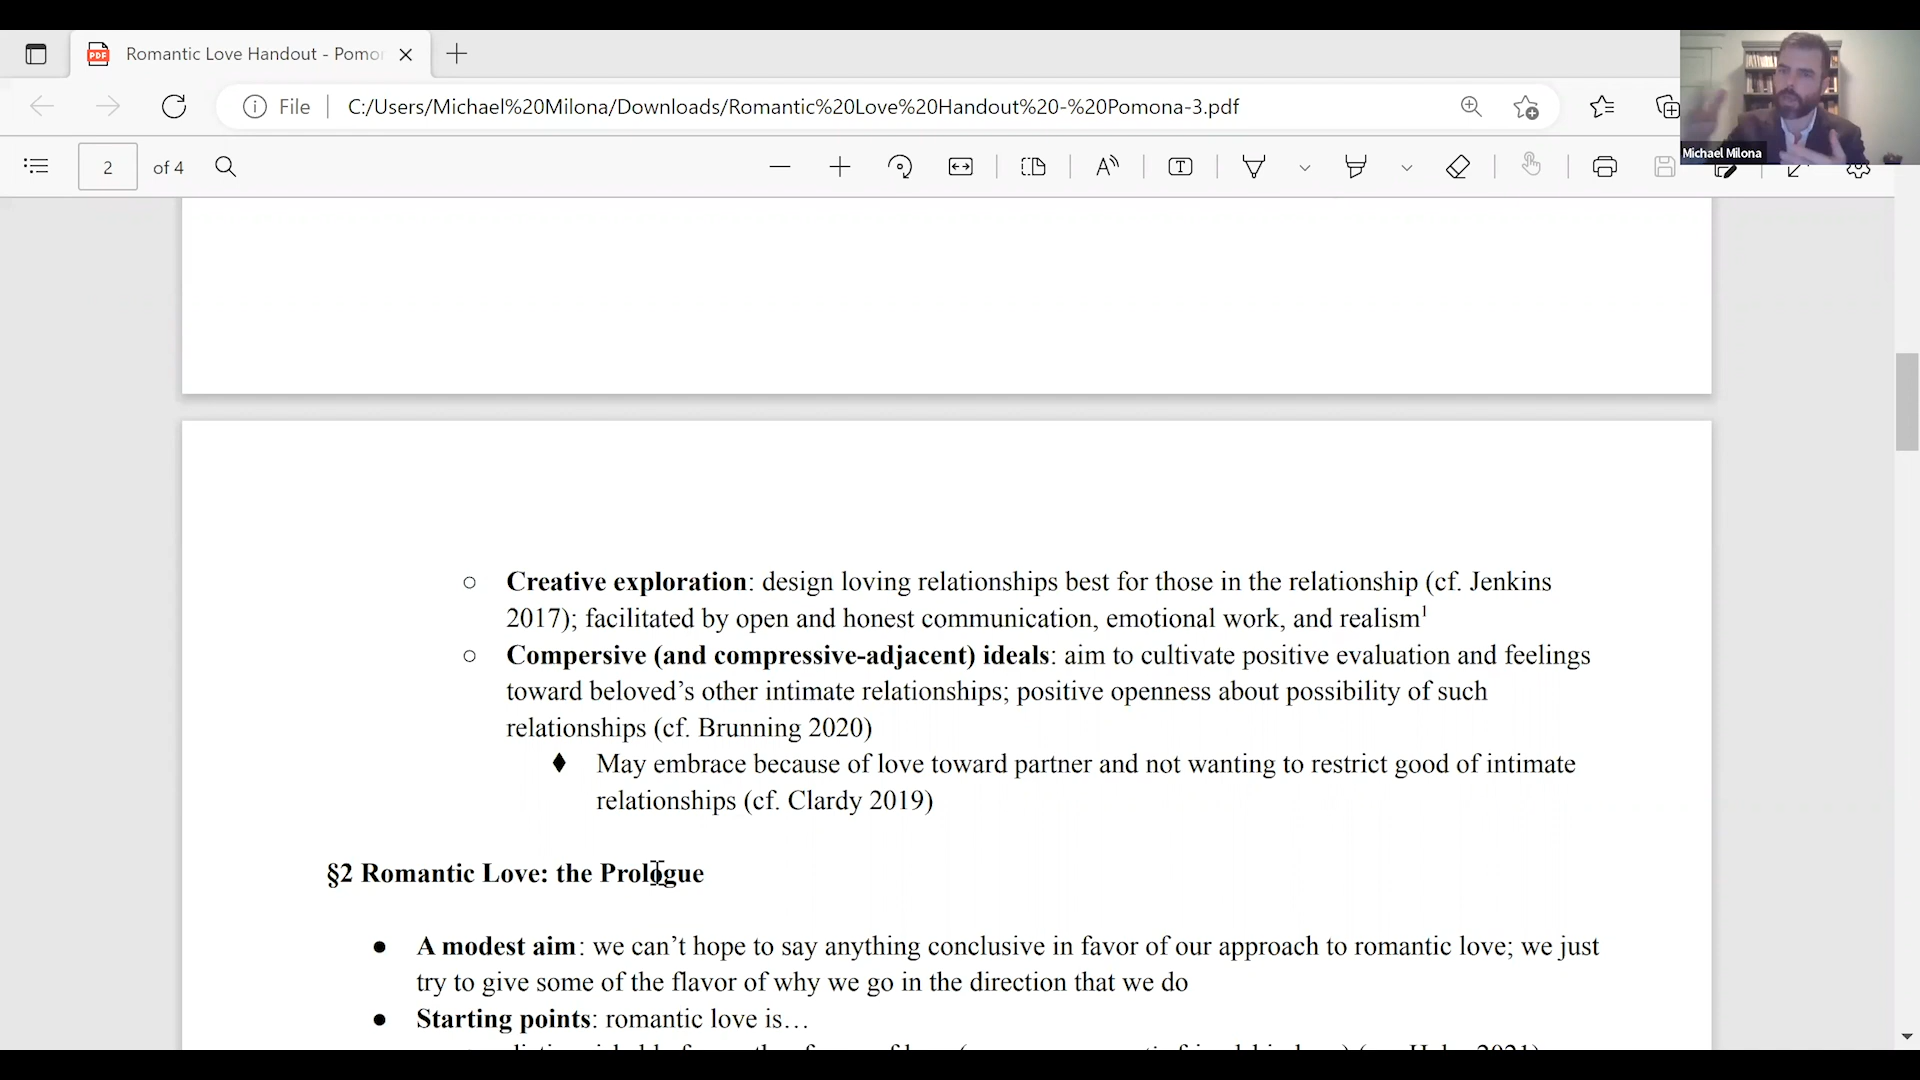 Romantic Love Handout - Pomo
File
C:/Users/Michael%20Milona/Downloads/Romantic%20Love%20Handout%20-%20Pomona-3.pdf
Michael Milona
2 of 4
○ Creative exploration: design loving relationships best for those in the relationship (cf. Jenkins
2017); facilitated by open and honest communication, emotional work, and realism¹
○ Compersive (and compressive-adjacent) ideals: aim to cultivate positive evaluation and feelings
toward beloved’s other intimate relationships; positive openness about possibility of such
relationships (cf. Brunning 2020)
♦ May embrace because of love toward partner and not wanting to restrict good of intimate
relationships (cf. Clardy 2019)
§2 Romantic Love: the Prologue
● A modest aim: we can’t hope to say anything conclusive in favor of our approach to romantic love; we just
try to give some of the flavor of why we go in the direction that we do
● Starting points: romantic love is…